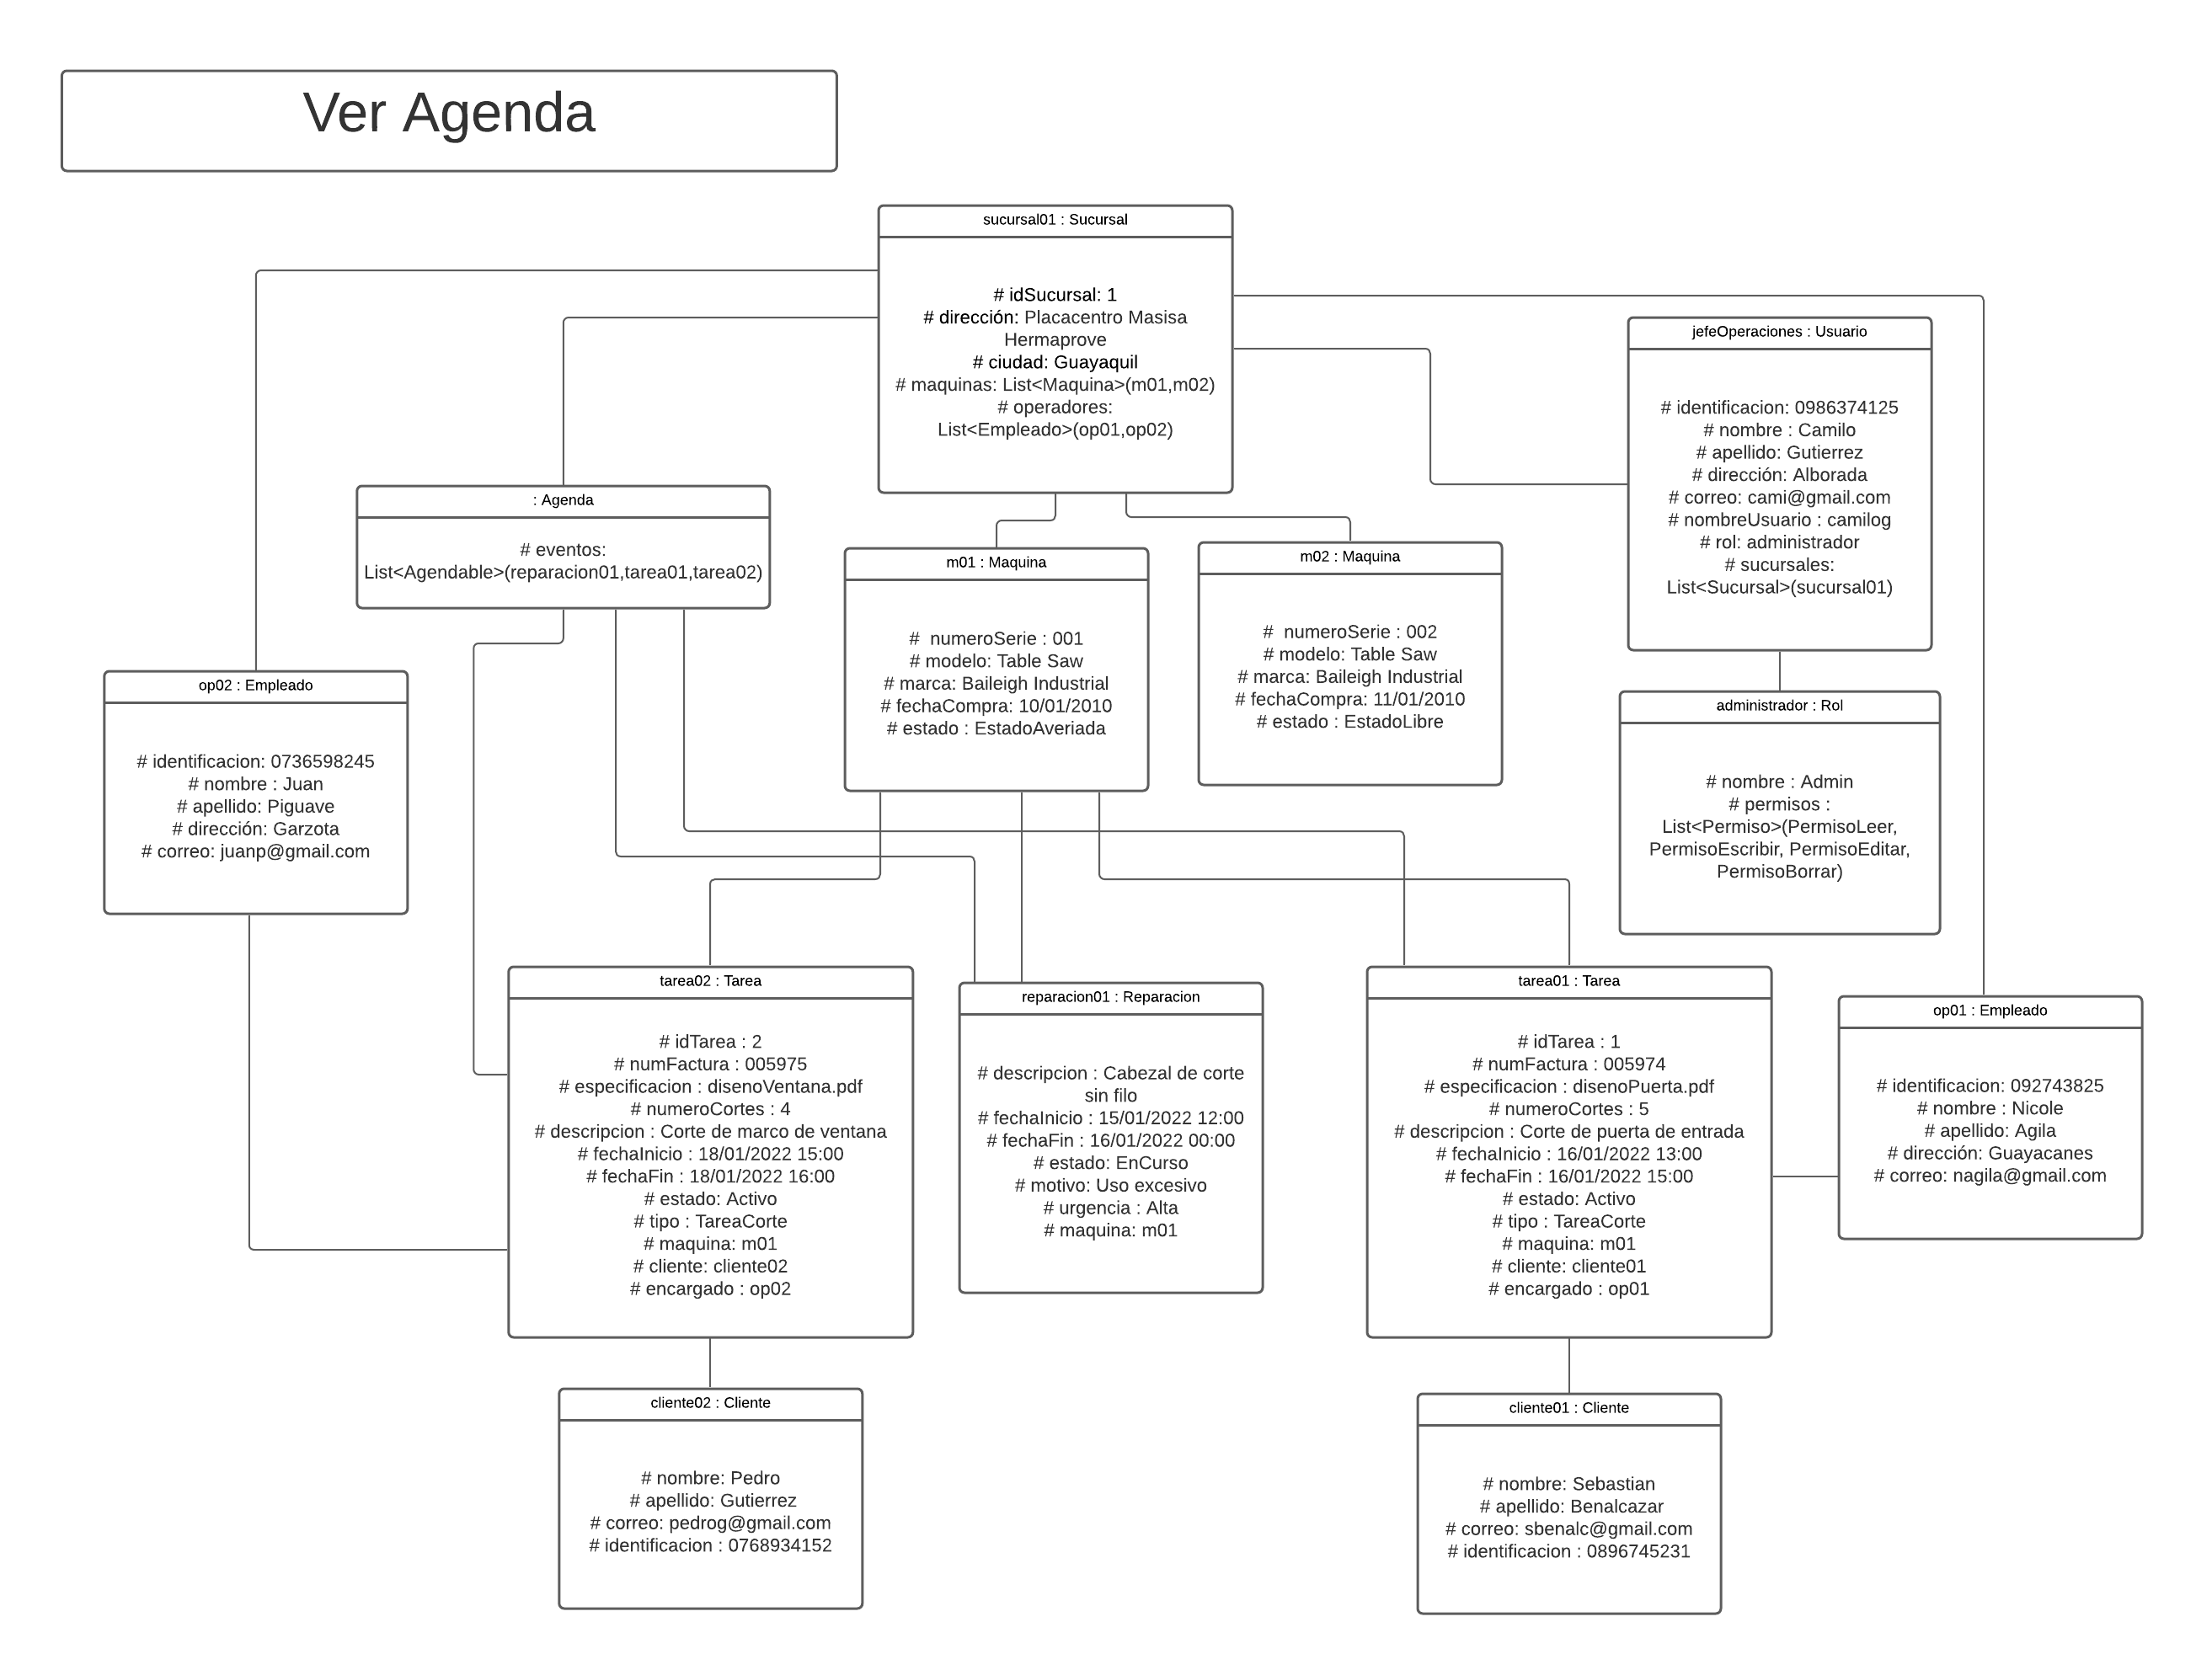 Ver Agenda
sucursal01 : Sucursal
# idSucursal: 1
# dirección: Placacentro Masisa
Hermaprove
# ciudad: Guayaquil
# maquinas: List<Maquina>(m01,m02)
# operadores:
List<Empleado>(op01,op02)
jefeOperaciones : Usuario
# identificacion: 0986374125
# nombre : Camilo
# apellido: Gutierrez
# dirección: Alborada
# correo: cami@gmail.com
# nombreUsuario : camilog
# rol: administrador
# sucursales:
List<Sucursal>(sucursal01)
: Agenda
# eventos:
List<Agendable>(reparacion01,tarea01,tarea02)
m01 : Maquina
#  numeroSerie : 001
# modelo: Table Saw
# marca: Baileigh Industrial
# fechaCompra: 10/01/2010
# estado : EstadoAveriada
m02 : Maquina
#  numeroSerie : 002
# modelo: Table Saw
# marca: Baileigh Industrial
# fechaCompra: 11/01/2010
# estado : EstadoLibre
op02 : Empleado
# identificacion: 0736598245
# nombre : Juan
# apellido: Piguave
# dirección: Garzota
# correo: juanp@gmail.com
administrador : Rol
# nombre : Admin
# permisos :
List<Permiso>(PermisoLeer,
PermisoEscribir, PermisoEditar,
PermisoBorrar)
tarea02 : Tarea
# idTarea : 2
# numFactura : 005975
# especificacion : disenoVentana.pdf
# numeroCortes : 4
# descripcion : Corte de marco de ventana
# fechaInicio : 18/01/2022 15:00
# fechaFin : 18/01/2022 16:00
# estado: Activo
# tipo : TareaCorte
# maquina: m01
# cliente: cliente02
# encargado : op02
reparacion01 : Reparacion
# descripcion : Cabezal de corte
sin filo
# fechaInicio : 15/01/2022 12:00
# fechaFin : 16/01/2022 00:00
# estado: EnCurso
# motivo: Uso excesivo
# urgencia : Alta
# maquina: m01
tarea01 : Tarea
# idTarea : 1
# numFactura : 005974
# especificacion : disenoPuerta.pdf
# numeroCortes : 5
# descripcion : Corte de puerta de entrada
# fechaInicio : 16/01/2022 13:00
# fechaFin : 16/01/2022 15:00
# estado: Activo
# tipo : TareaCorte
# maquina: m01
# cliente: cliente01
# encargado : op01
op01 : Empleado
# identificacion: 092743825
# nombre : Nicole
# apellido: Agila
# dirección: Guayacanes
# correo: nagila@gmail.com
cliente02 : Cliente
# nombre: Pedro
# apellido: Gutierrez
# correo: pedrog@gmail.com
# identificacion : 0768934152
cliente01 : Cliente
# nombre: Sebastian
# apellido: Benalcazar
# correo: sbenalc@gmail.com
# identificacion : 0896745231